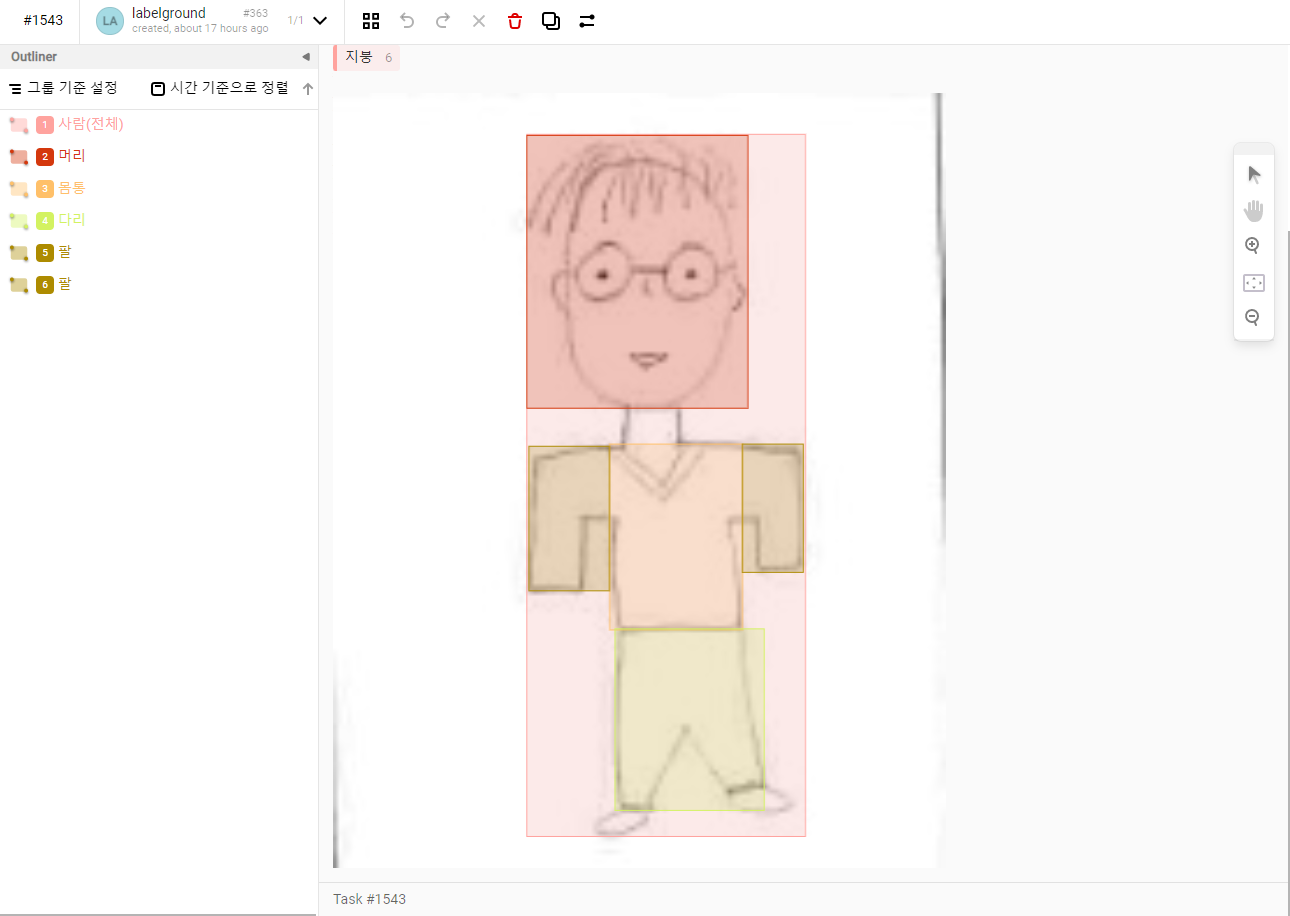 #1543
LA
labelground #363
created, about 17 hours ago
1/1
Outliner
그룹 기준 설정
시간 기준으로 정렬
1 사람(전체)
2 머리
3 몸통
4 다리
5 팔
6 팔
지붕 6
Task #1543